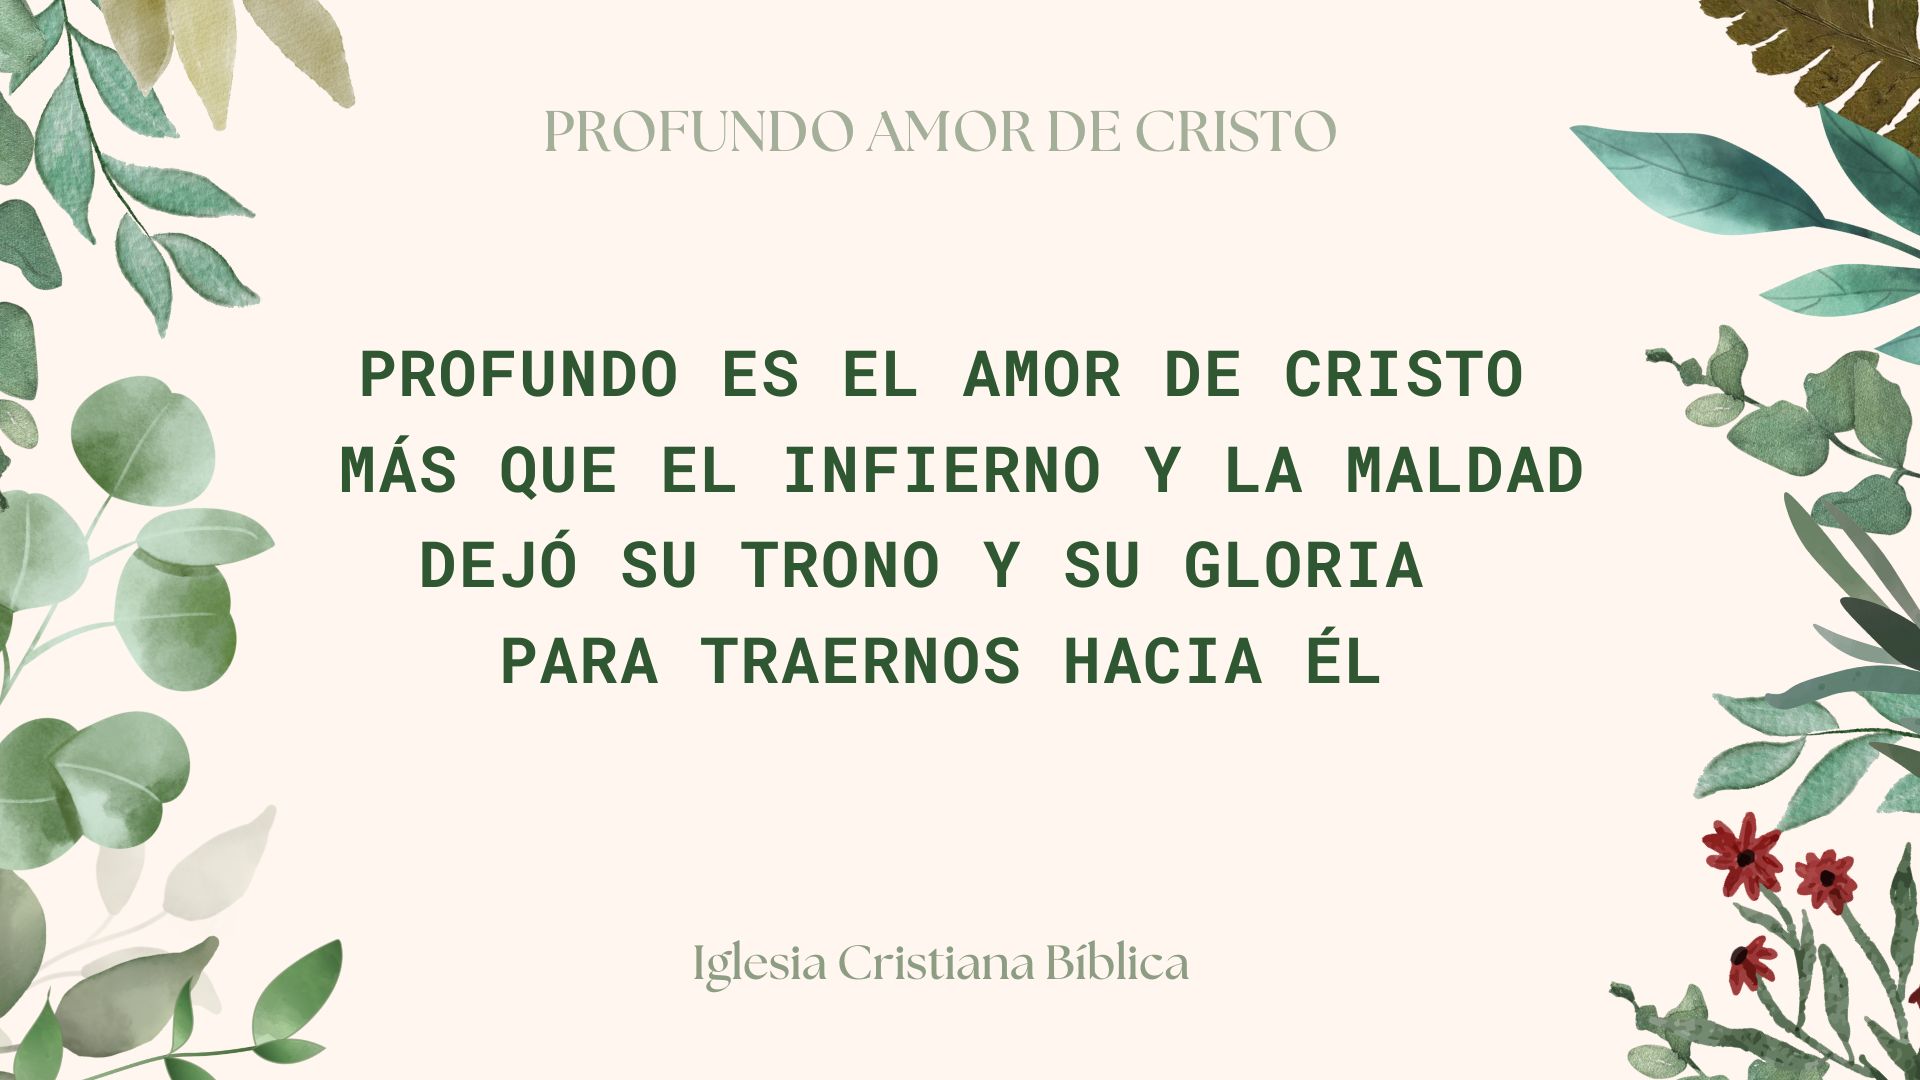 PROFUNDO AMOR DE CRISTO
PROFUNDO ES EL AMOR DE CRISTO
MÁS QUE EL INFIERNO Y LA MALDAD
DEJÓ SU TRONO Y SU GLORIA
PARA TRAERNOS HACIA ÉL
Iglesia Cristiana Bíblica